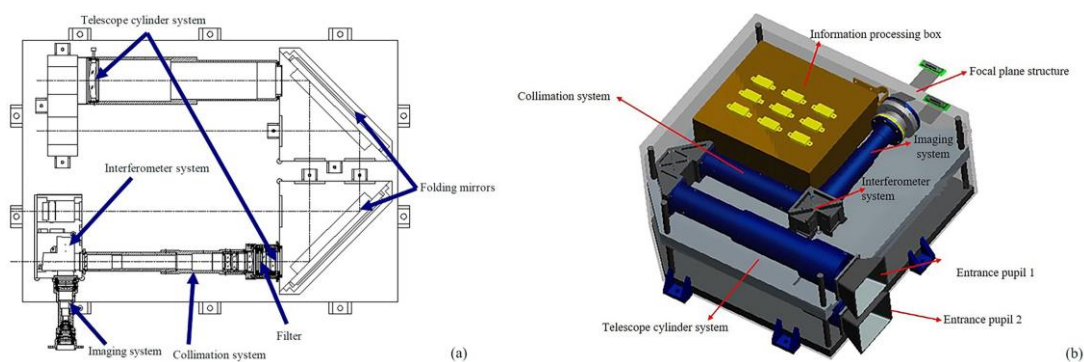 Telescope cylinder system
Interferometer system
Folding mirrors
Filter
Imaging system
Collimation system
(a)
Information processing box
Focal plane structure
Collimation system
Imaging
system
Interferometer
system
Entrance pupil 1
Entrance pupil 2
Telescope cylinder system
(b)